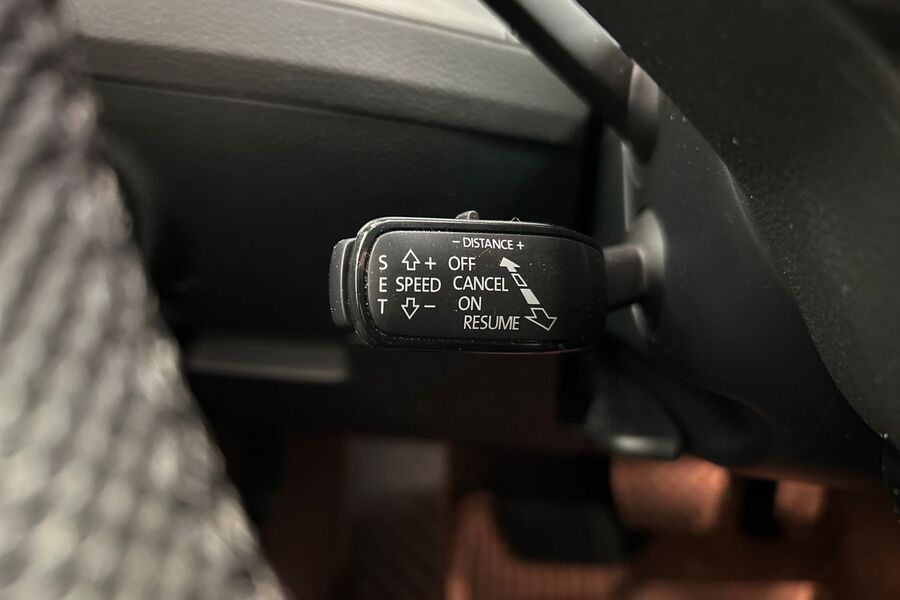 - DISTANCE +
S + OFF
E SPEED CANCEL
T - ON
RESUME